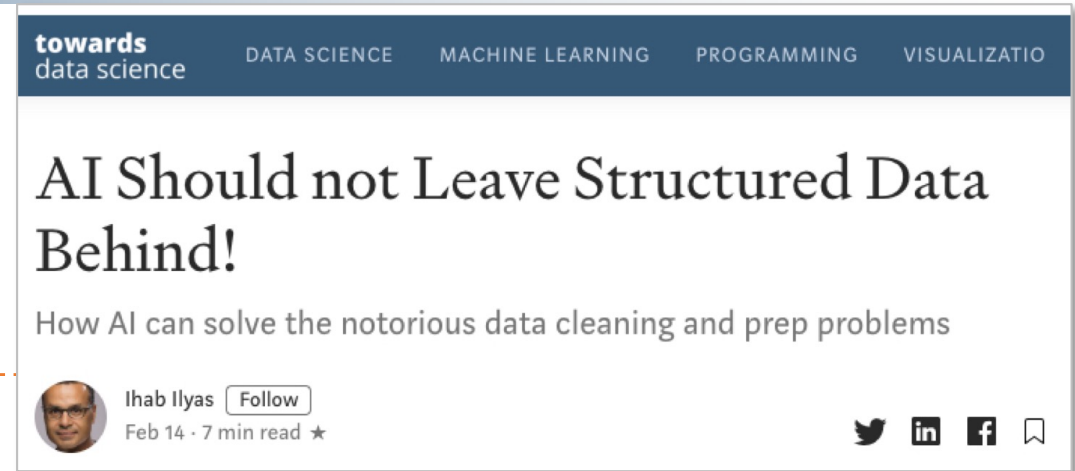 towards
data science
DATA SCIENCE MACHINE LEARNING PROGRAMMING VISUALIZATIO
AI Should not Leave Structured Data
Behind!
How AI can solve the notorious data cleaning and prep problems
Ihab Ilyas Follow
Feb 14 · 7 min read ★